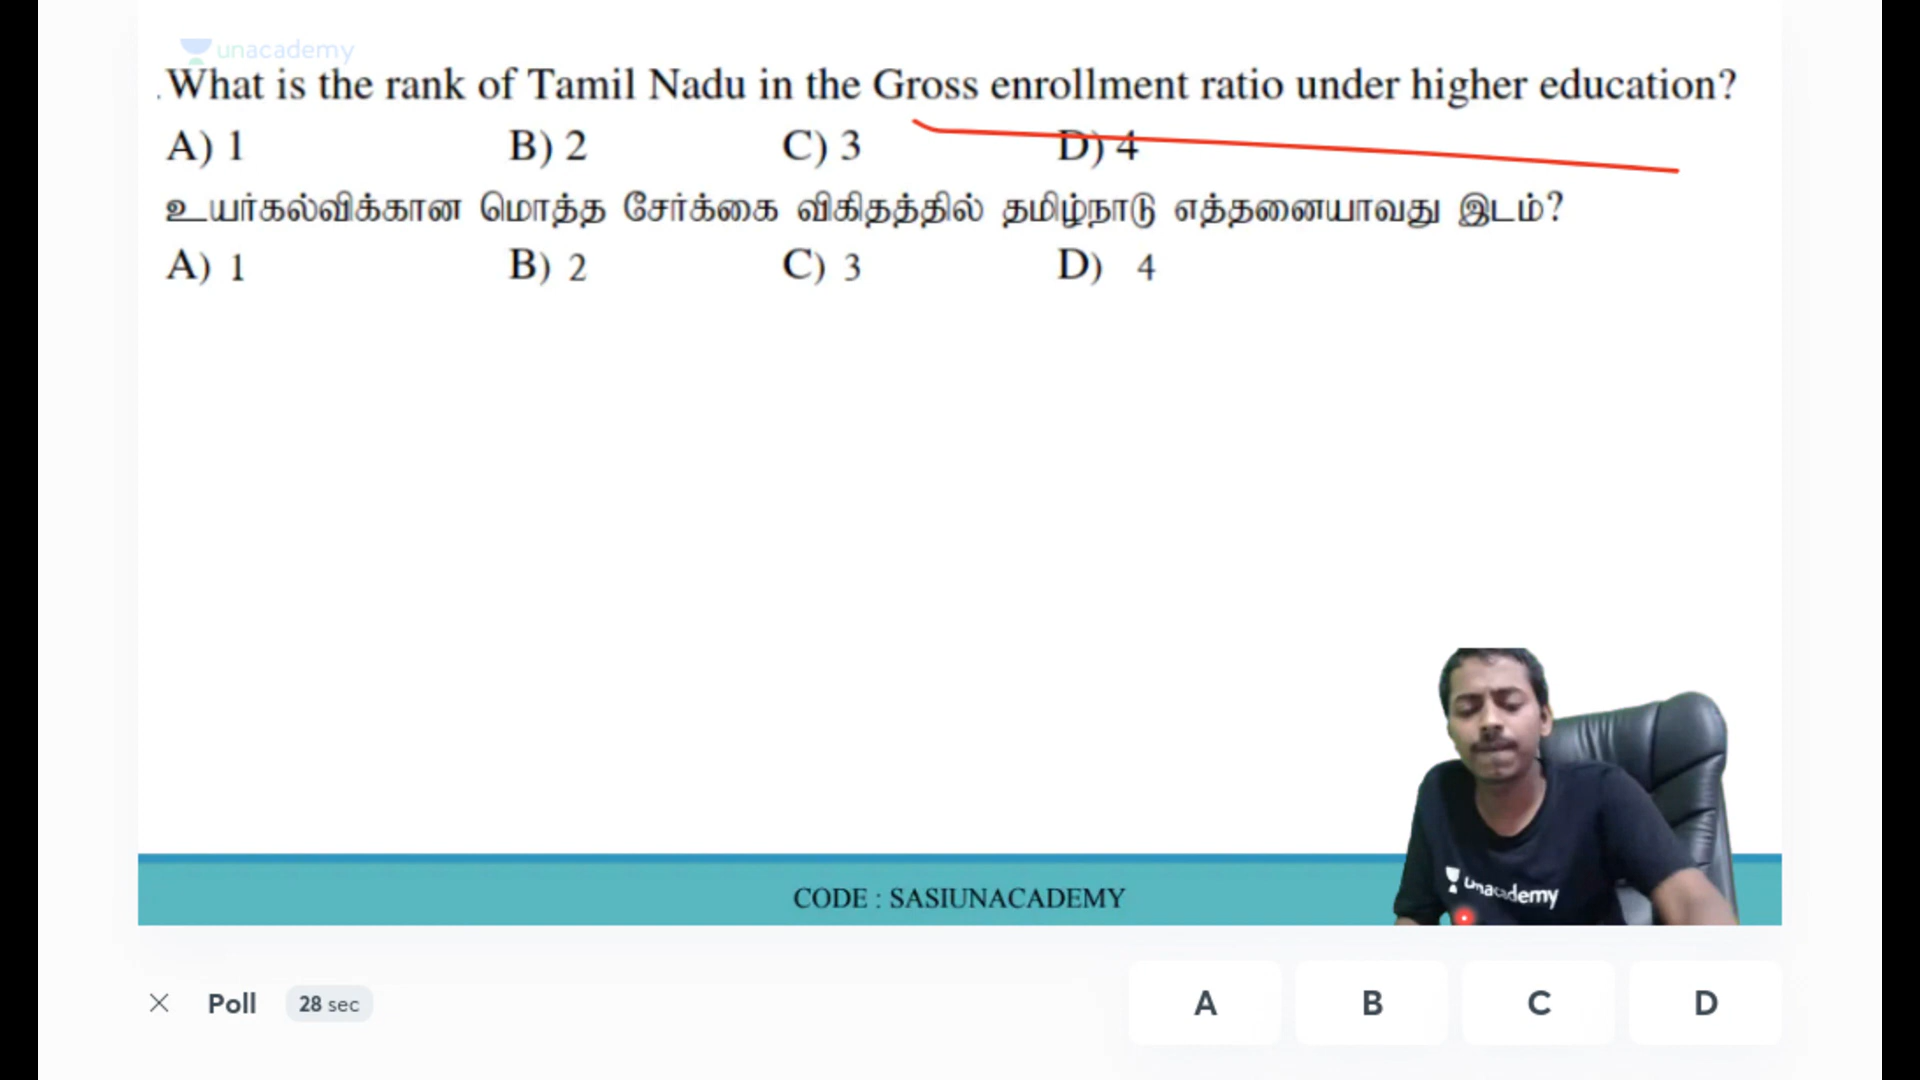 unacademy
. What is the rank of Tamil Nadu in the Gross enrollment ratio under higher education?
A) 1 B) 2 C) 3 D) 4
உயர்கல்விக்கான மொத்த சேர்க்கை விகிதத்தில் தமிழ்நாடு எத்தனையாவது இடம்?
A) 1 B) 2 C) 3 D) 4
unacademy
CODE : SASIUNACADEMY
Poll 28 sec A B C D